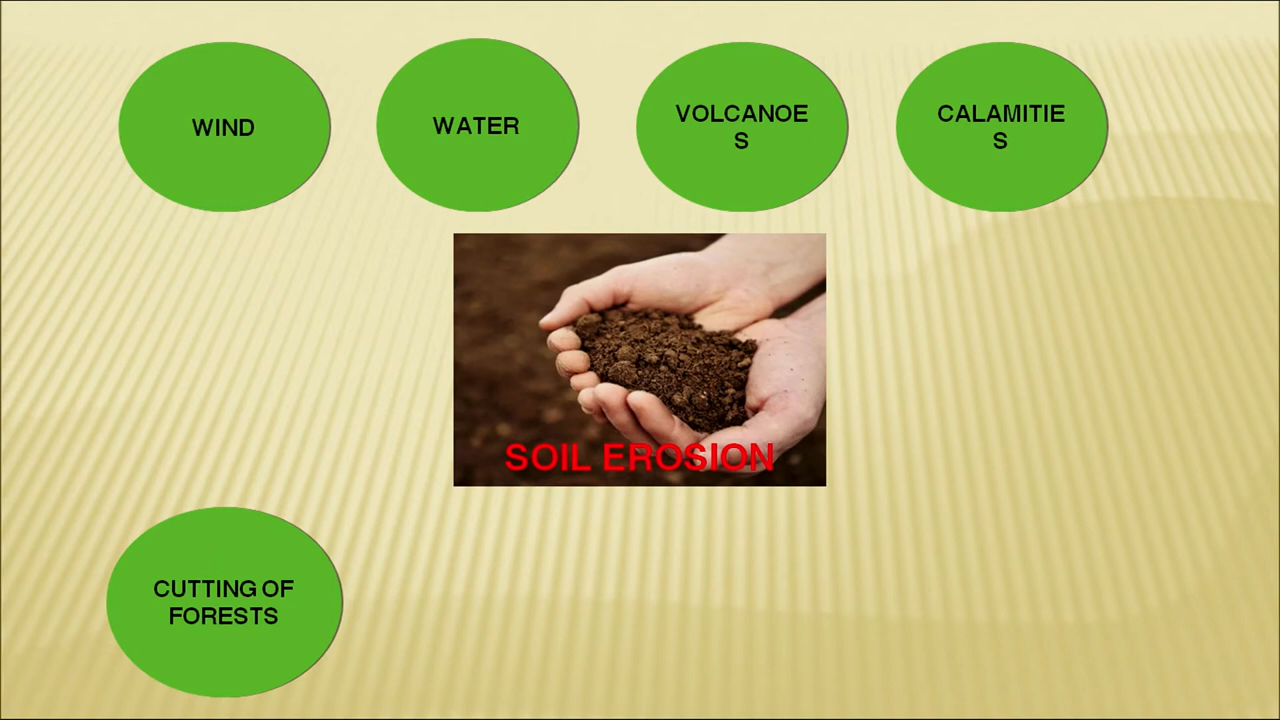 WIND
WATER
VOLCANOE
S
CALAMITIE
S
SOIL EROSION
CUTTING OF
FORESTS